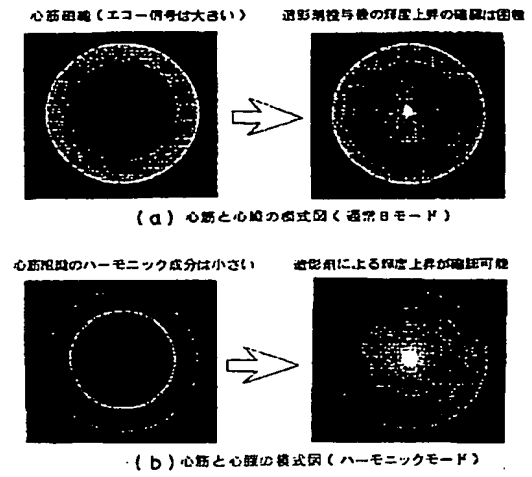 心筋組織(エコー信号は大きい) 造影剤投与後の輝度上昇の確認は困難
(a) 心筋と心腔の模式図(通常Bモード)
心筋組織のハーモニック成分は小さい 造影剤による輝度上昇が確認可能
(b) 心筋と心腔の模式図(ハーモニックモード)